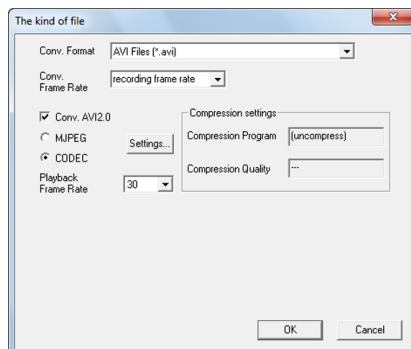 The kind of file
Conv. Format
AVI Files (*.avi)
Conv.
Frame Rate
recording frame rate
Conv. AVI2.0
MJPEG
CODEC
Settings...
Playback
Frame Rate
30
Compression settings
Compression Program
(uncompress)
Compression Quality
---
OK
Cancel